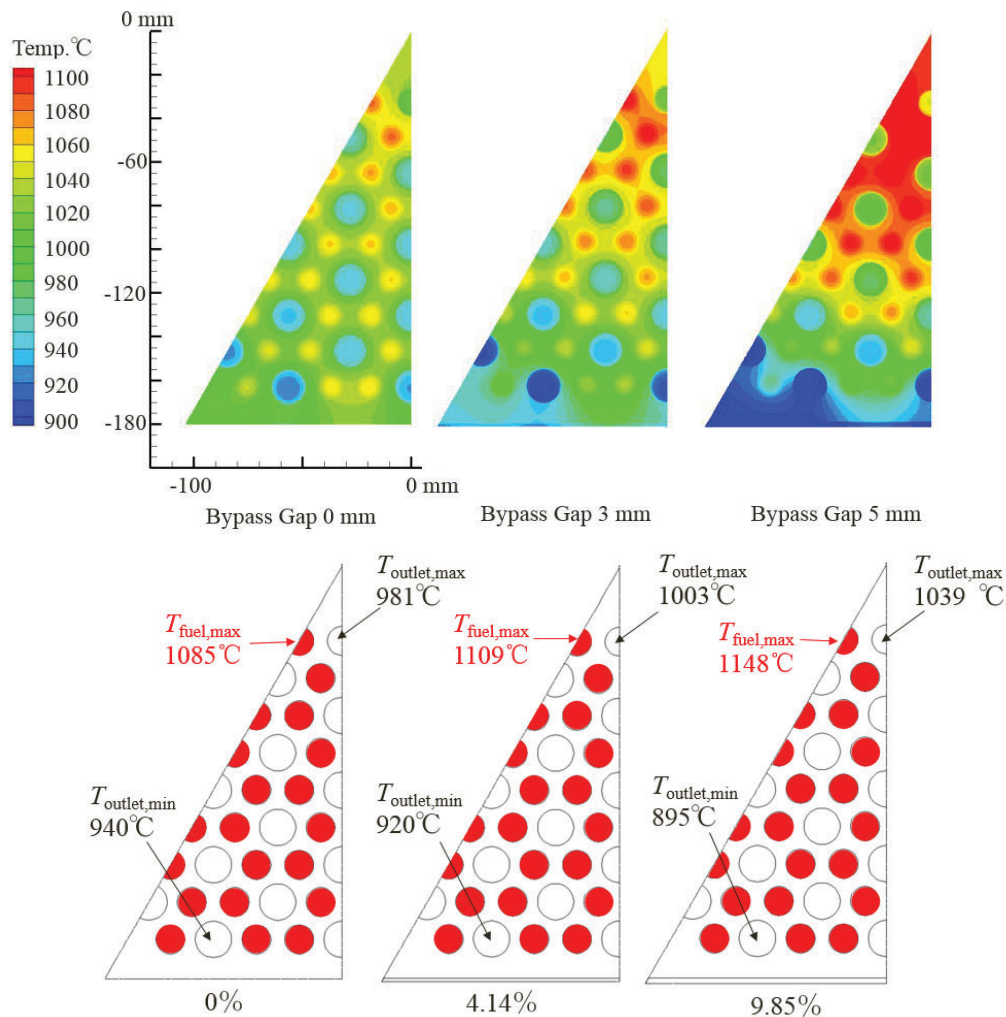 0 mm
Temp.℃
1100
1080
1060
1040
1020
1000
980
960
940
920
900
-60
-120
-180
-100
0 mm
Bypass Gap 0 mm
Bypass Gap 3 mm
Bypass Gap 5 mm
Toutlet,max
981℃
Tfuel,max
1085℃
Toutlet,min
940℃
0%
Toutlet,max
1003℃
Tfuel,max
1109℃
Toutlet,min
920℃
4.14%
Toutlet,max
1039 ℃
Tfuel,max
1148℃
Toutlet,min
895℃
9.85%